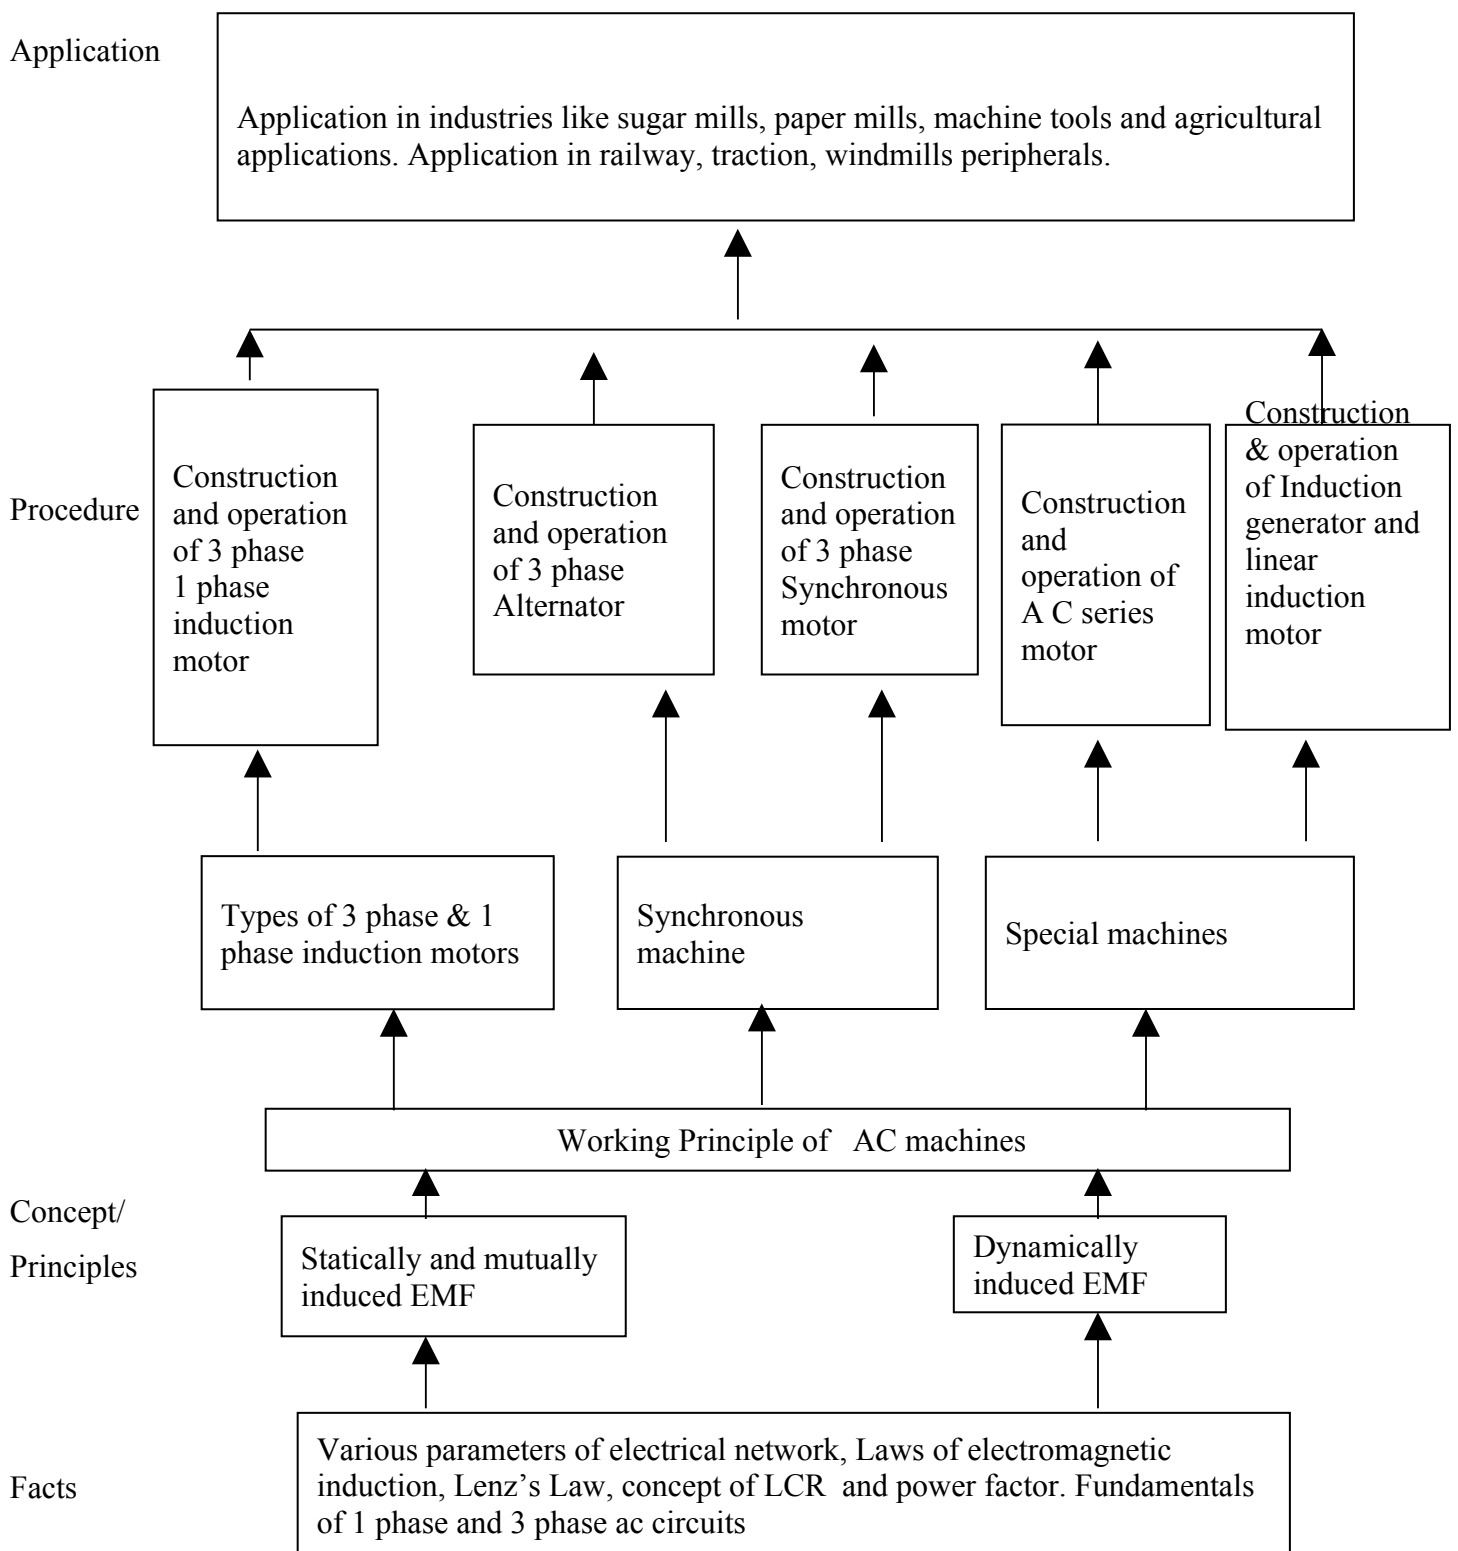 Application
Application in industries like sugar mills, paper mills, machine tools and agricultural
applications. Application in railway, traction, windmills peripherals.
Procedure
Construction
and operation
of 3 phase
1 phase
induction
motor
Construction
and operation
of 3 phase
Alternator
Construction
and operation
of 3 phase
Synchronous
motor
Construction
and
operation of
A C series
motor
Construction
& operation
of Induction
generator and
linear
induction
motor
Types of 3 phase & 1
phase induction motors
Synchronous
machine
Special machines
Working Principle of   AC machines
Concept/
Principles
Statically and mutually
induced EMF
Dynamically
induced EMF
Facts
Various parameters of electrical network, Laws of electromagnetic
induction, Lenz’s Law, concept of LCR  and power factor. Fundamentals
of 1 phase and 3 phase ac circuits